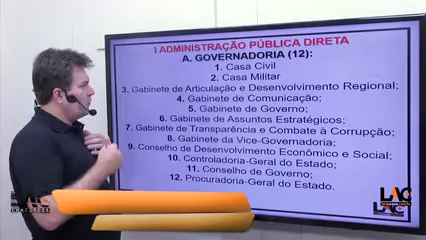 I ADMINISTRAÇÃO PÚBLICA DIRETA
A. GOVERNADORIA (12):
1. Casa Civil
2. Casa Militar
3. Gabinete de Articulação e Desenvolvimento Regional;
4. Gabinete de Comunicação;
5. Gabinete de Governo;
6. Gabinete de Assuntos Estratégicos;
7. Gabinete de Transparência e Combate à Corrupção;
8. Gabinete da Vice-Governadoria;
9. Conselho de Desenvolvimento Econômico e Social;
10. Controladoria-Geral do Estado;
11. Conselho de Governo;
12. Procuradoria-Geral do Estado.
LAC